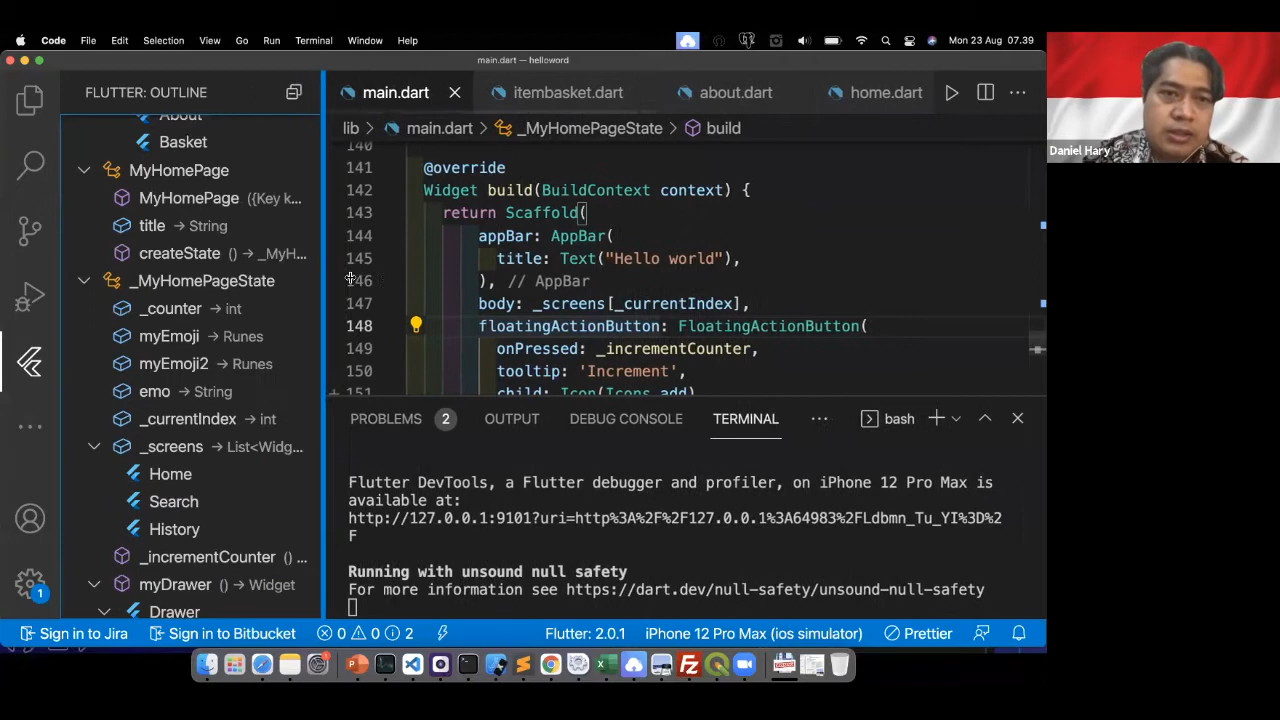 Code File Edit Selection View Go Run Terminal Window Help Mon 23 Aug 07.39
main.dart — helloword
FLUTTER: OUTLINE
About
Basket
MyHomePage
MyHomePage ({Key k...
title → String
createState () → _MyH...
_MyHomePageState
_counter → int
myEmoji → Runes
myEmoji2 → Runes
emo → String
_currentIndex → int
_screens → List<Widg...
Home
Search
History
_incrementCounter () ...
myDrawer () → Widget
Drawer
1
main.dart itembasket.dart about.dart home.dart
lib > main.dart > _MyHomePageState > build
140
141 @override
142 Widget build(BuildContext context) {
143 return Scaffold(
144 appBar: AppBar(
145 title: Text("Hello world"),
146 ), // AppBar
147 body: _screens[_currentIndex],
148 floatingActionButton: FloatingActionButton(
149 onPressed: _incrementCounter,
150 tooltip: 'Increment',
151 child: Icon(Icons.add)
PROBLEMS 2 OUTPUT DEBUG CONSOLE TERMINAL ... bash
Flutter DevTools, a Flutter debugger and profiler, on iPhone 12 Pro Max is
available at:
http://127.0.0.1:9101?uri=http%3A%2F%2F127.0.0.1%3A64983%2FLdbmn_Tu_YI%3D%2
F
Running with unsound null safety
For more information see https://dart.dev/null-safety/unsound-null-safety
Sign in to Jira Sign in to Bitbucket 0 0 2 Flutter: 2.0.1 iPhone 12 Pro Max (ios simulator) Prettier
Daniel Hary